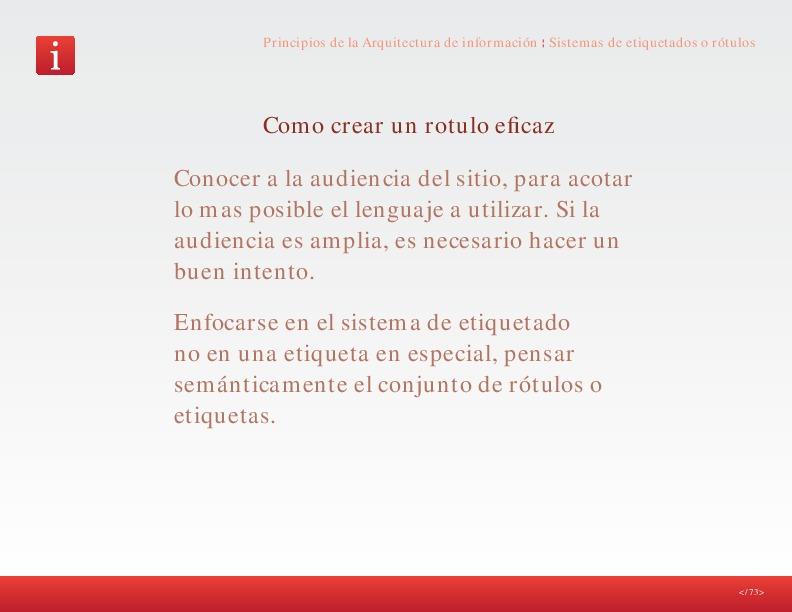 i
Principios de la Arquitectura de información ¦ Sistemas de etiquetados o rótulos
Como crear un rotulo eficaz
Conocer a la audiencia del sitio, para acotar
lo mas posible el lenguaje a utilizar. Si la
audiencia es amplia, es necesario hacer un
buen intento.
Enfocarse en el sistema de etiquetado
no en una etiqueta en especial, pensar
semánticamente el conjunto de rótulos o
etiquetas.
</73>